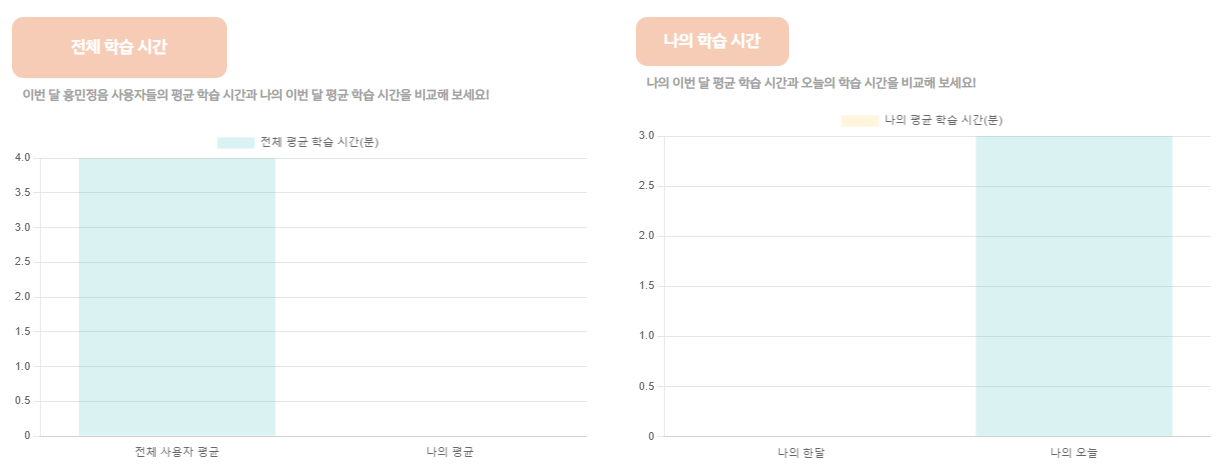 전체 학습 시간
이번 달 훙민정음 사용자들의 평균 학습 시간과 나의 이번 달 평균 학습 시간을 비교해 보세요!
전체 평균 학습 시간(분)
4.0
3.5
3.0
2.5
2.0
1.5
1.0
0.5
0
전체 사용자 평균
나의 평균
나의 학습 시간
나의 이번 달 평균 학습 시간과 오늘의 학습 시간을 비교해 보세요!
나의 평균 학습 시간(분)
3.0
2.5
2.0
1.5
1.0
0.5
0
나의 한달
나의 오늘